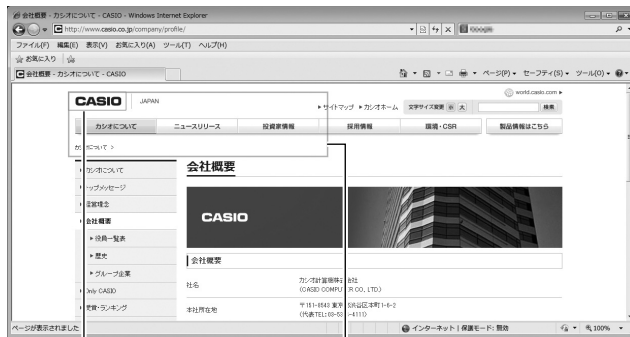 会社概要 - カシオについて - CASIO - Windows Internet Explorer
http://www.casio.co.jp/company/profile/
ファイル(F) 編集(E) 表示(V) お気に入り(A) ツール(T) ヘルプ(H)
お気に入り
会社概要 - カシオについて - CASIO
ページ(P) セーフティ(S) ツール(O)
world.casio.com
CASIO JAPAN
サイトマップ カシオホーム 文字サイズ変更 小 大 検索
カシオについて ニュースリリース 投資家情報 採用情報 環境・CSR 製品情報はこちら
カシオについて >
カシオについて
トップメッセージ
経営理念
会社概要
役員一覧表
歴史
グループ企業
Only CASIO
受賞・ランキング
会社概要
CASIO
会社概要
社名 カシオ計算機株式会社
(CASIO COMPUTER CO., LTD.)
本社所在地 〒151-8543 東京都渋谷区本町1-6-2
(代表TEL:03-53 -4111)
ページが表示されました
インターネット | 保護モード: 無効
100%